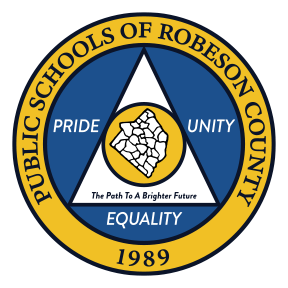 PUBLIC SCHOOLS OF ROBESON COUNTY
PRIDE
UNITY
The Path To A Brighter Future
EQUALITY
1989